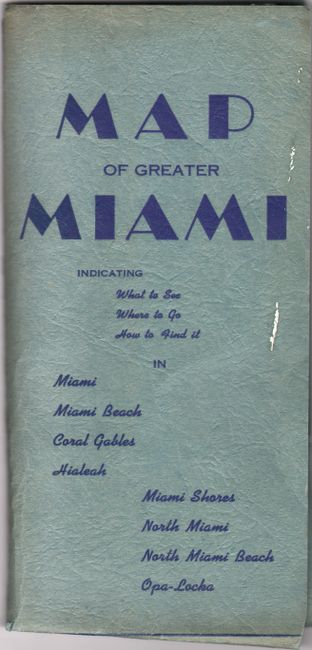 MAP
OF GREATER
MIAMI
INDICATING
What to See
Where to Go
How to Find it
IN
Miami
Miami Beach
Coral Gables
Hialeah
Miami Shores
North Miami
North Miami Beach
Opa-Locka